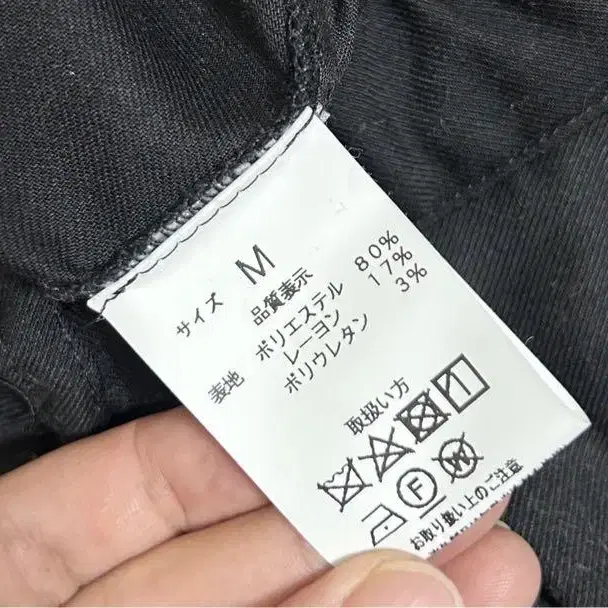 サイズ M
品質表示
表地 ポリエステル 80%
レーヨン 17%
ポリウレタン 3%
取扱い方
F W
お取り扱い上のご注意